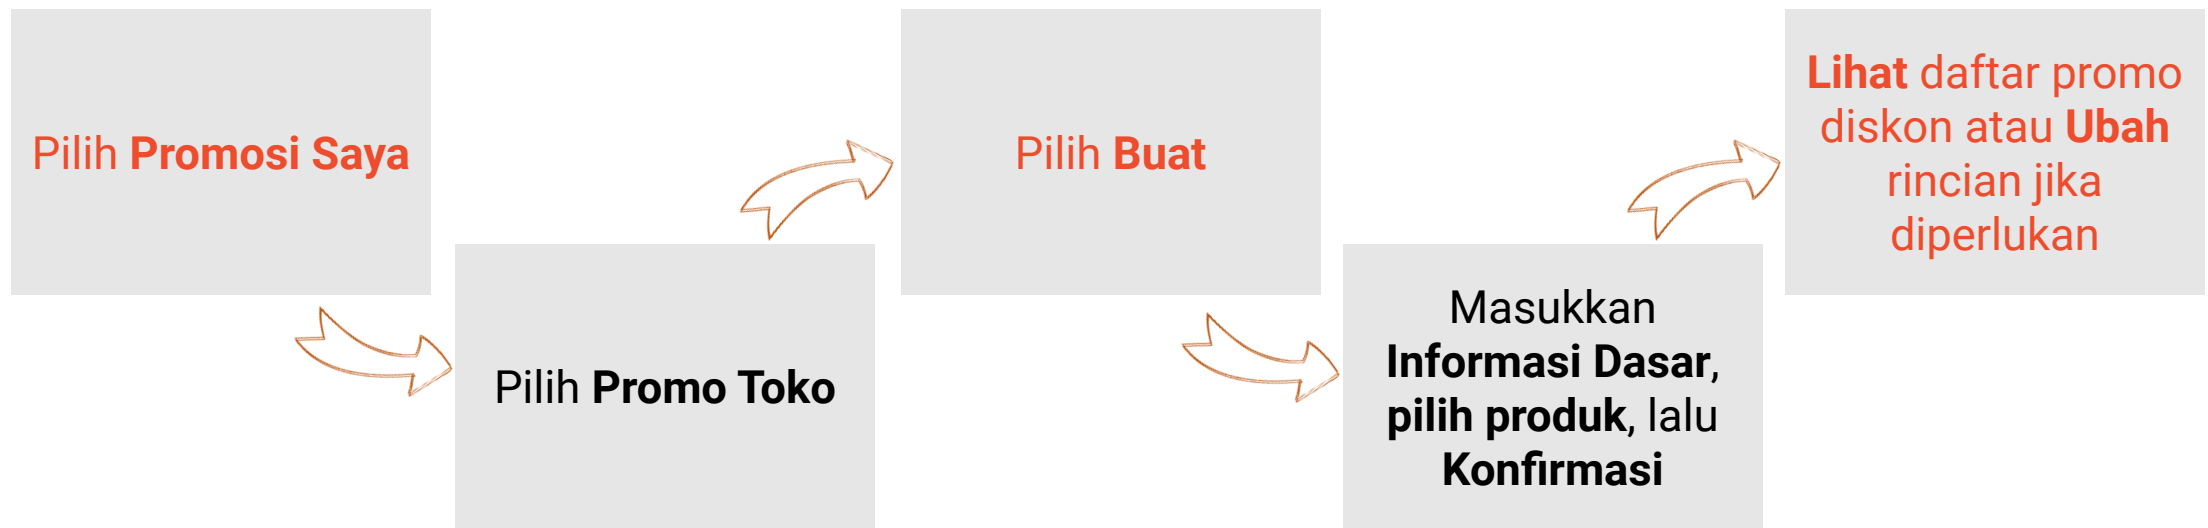 Pilih Promosi Saya
Pilih Promo Toko
Pilih Buat
Masukkan
Informasi Dasar,
pilih produk, lalu
Konfirmasi
Lihat daftar promo
diskon atau Ubah
rincian jika
diperlukan